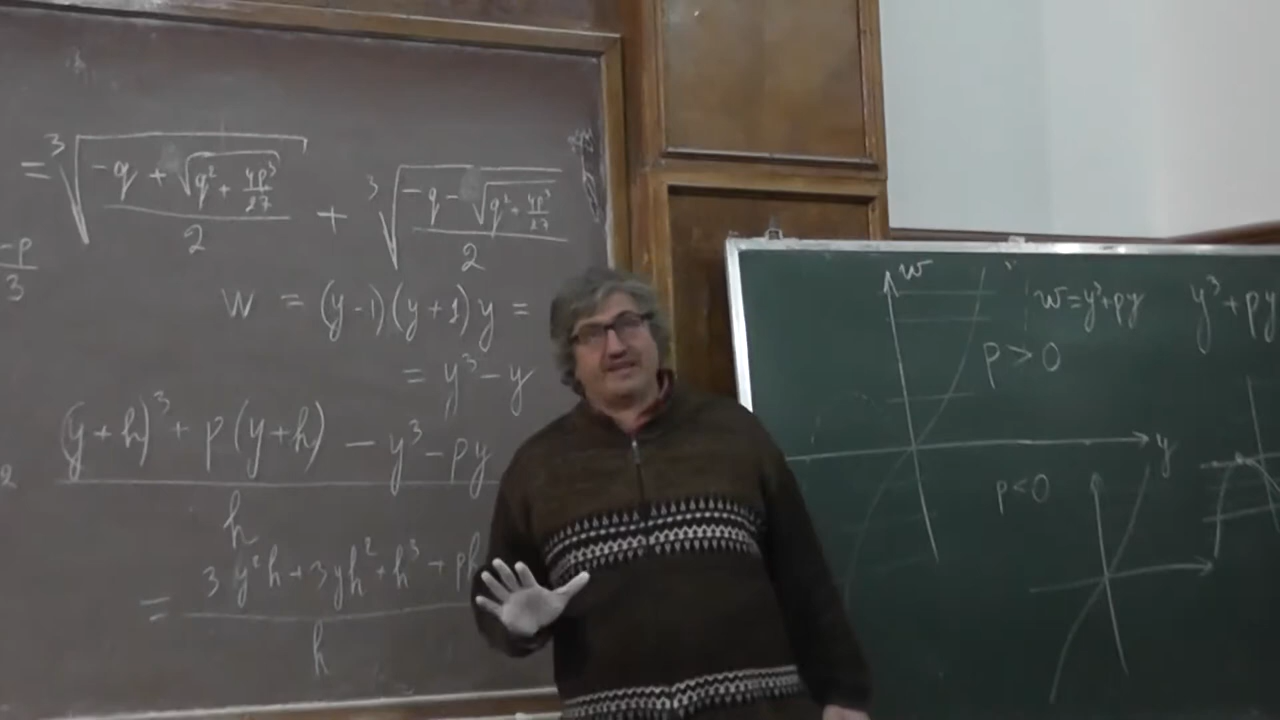 = ∛((-q + √(q² + 4p³/27))/2) + ∛((-q - √(q² + 4p³/27))/2)
-p/3
w = (y-1)(y+1)y =
= y³-y
((y+h)³ + p(y+h) - y³-py)/h
= (3y²h+3yh²+h³+ph)/h
w
w=y³+py
y³+py
p>0
y
p<0